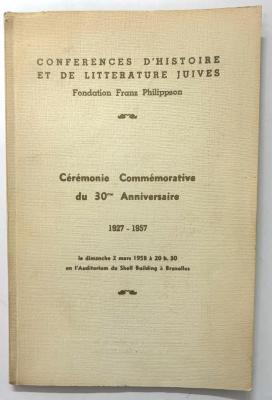 CONFERENCES D'HISTOIRE
ET DE LITTERATURE JUIVES
Fondation Franz Philippson
Cérémonie Commémorative
du 30me Anniversaire
1927 - 1957
le dimanche 2 mars 1958 à 20 h. 30
en l'Auditorium du Shell Building à Bruxelles